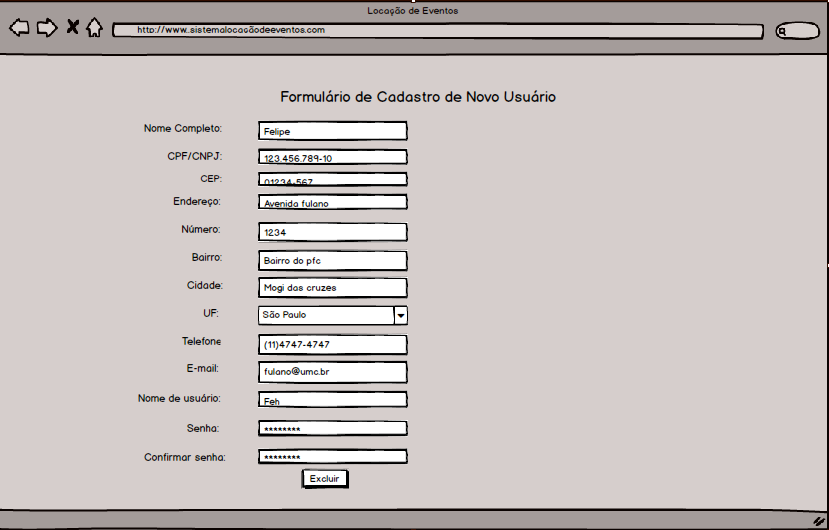 Locação de Eventos
http://www.sistemalocacãodeeventos.com
Formulário de Cadastro de Novo Usuário
Nome Completo: Felipe
CPF/CNPJ: 123.456.789-10
CEP: 01234-567
Endereço: Avenida fulano
Número: 1234
Bairro: Bairro do pfc
Cidade: Mogi das cruzes
UF: São Paulo
Telefone (11)4747-4747
E-mail: fulano@umc.br
Nome de usuário: Feh
Senha: ********
Confirmar senha: ********
Excluir